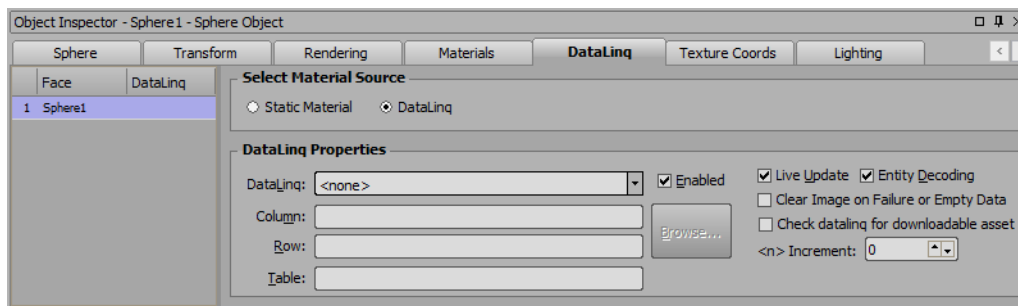 Object Inspector - Sphere1 - Sphere Object
Sphere Transform Rendering Materials DataLinq Texture Coords Lighting
Face DataLinq
1 Sphere1
Select Material Source
Static Material DataLinq
DataLinq Properties
DataLinq: <none> Enabled
Live Update Entity Decoding
Clear Image on Failure or Empty Data
Column:
Browse...
Check datalinq for downloadable asset
Row:
<n> Increment: 0
Table: